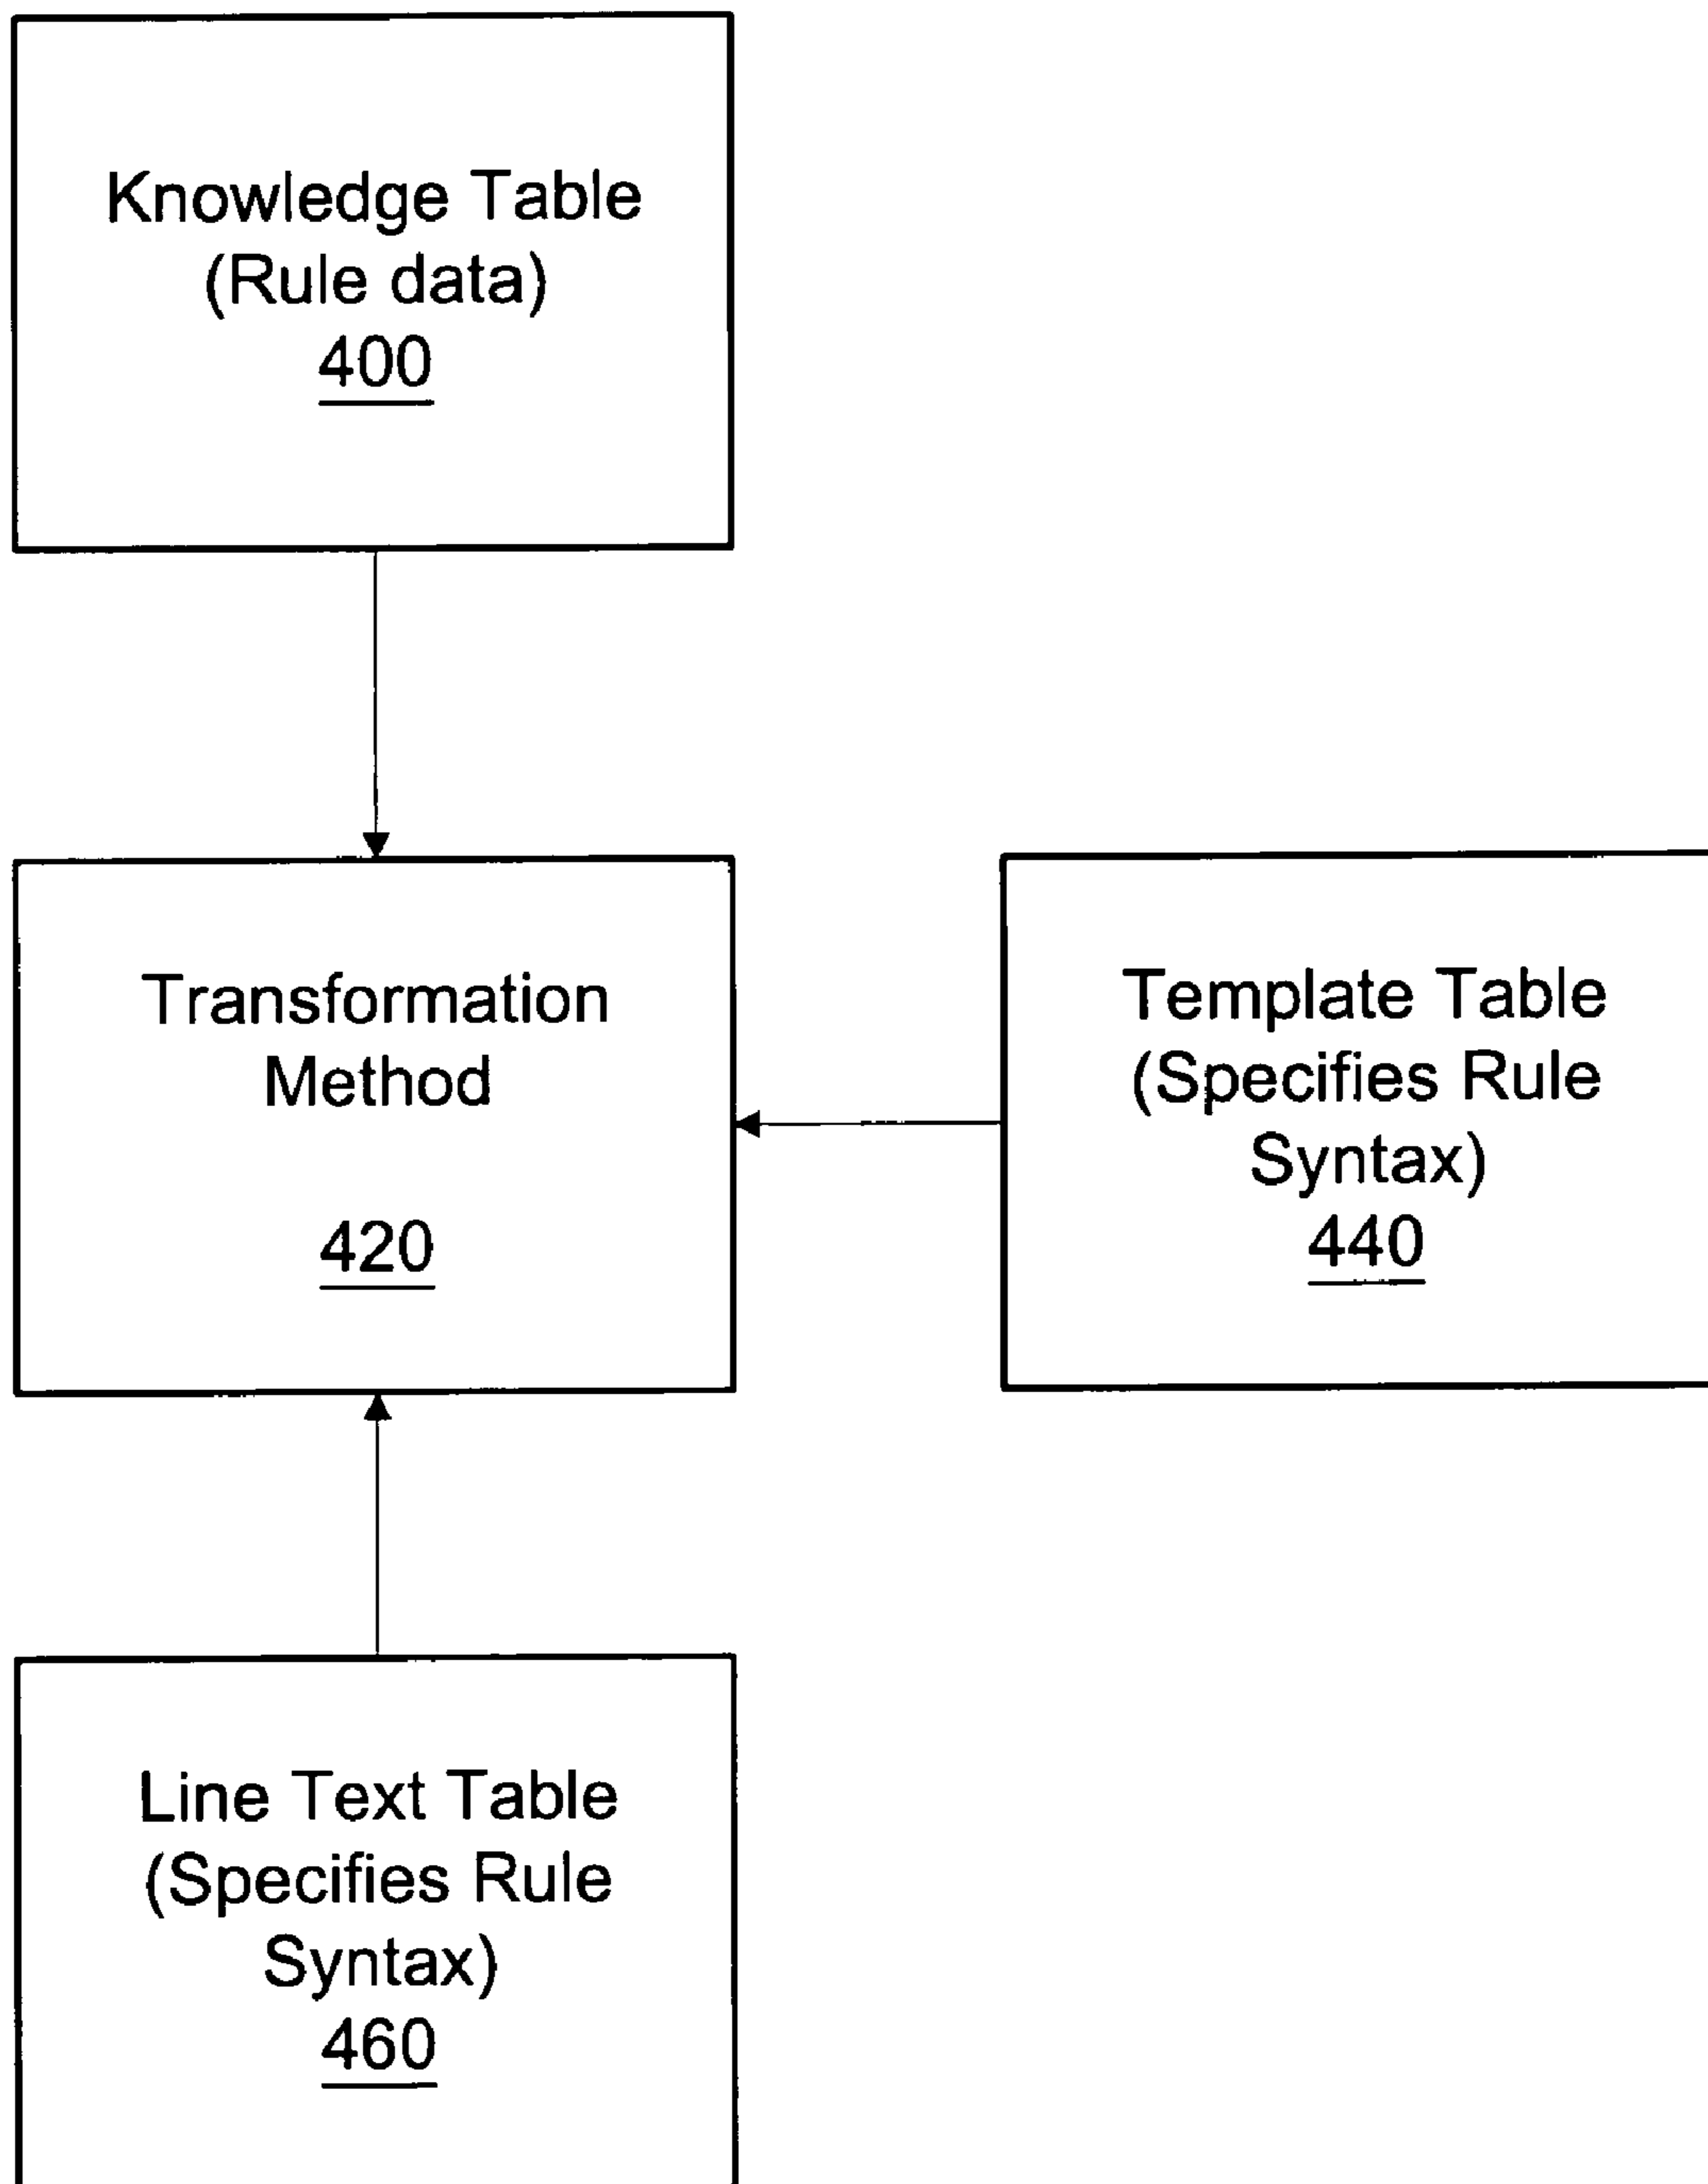 Knowledge Table
(Rule data)
400
Transformation
Method
420
Template Table
(Specifies Rule
Syntax)
440
Line Text Table
(Specifies Rule
Syntax)
460